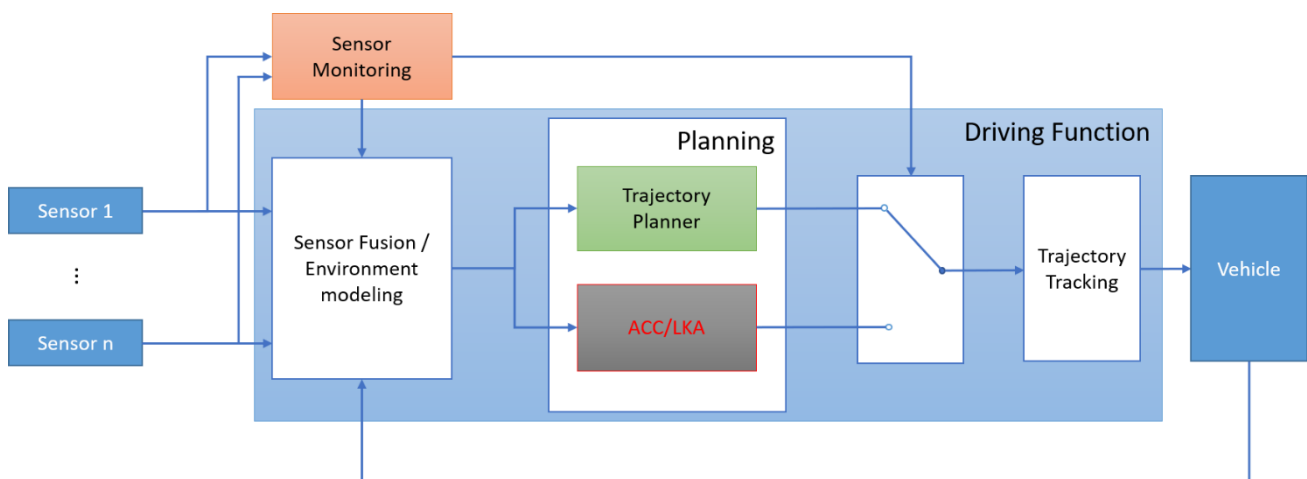 Sensor
Monitoring
Driving Function
Planning
Sensor 1
⋮
Sensor n
Sensor Fusion /
Environment
modeling
Trajectory
Planner
ACC/LKA
Trajectory
Tracking
Vehicle